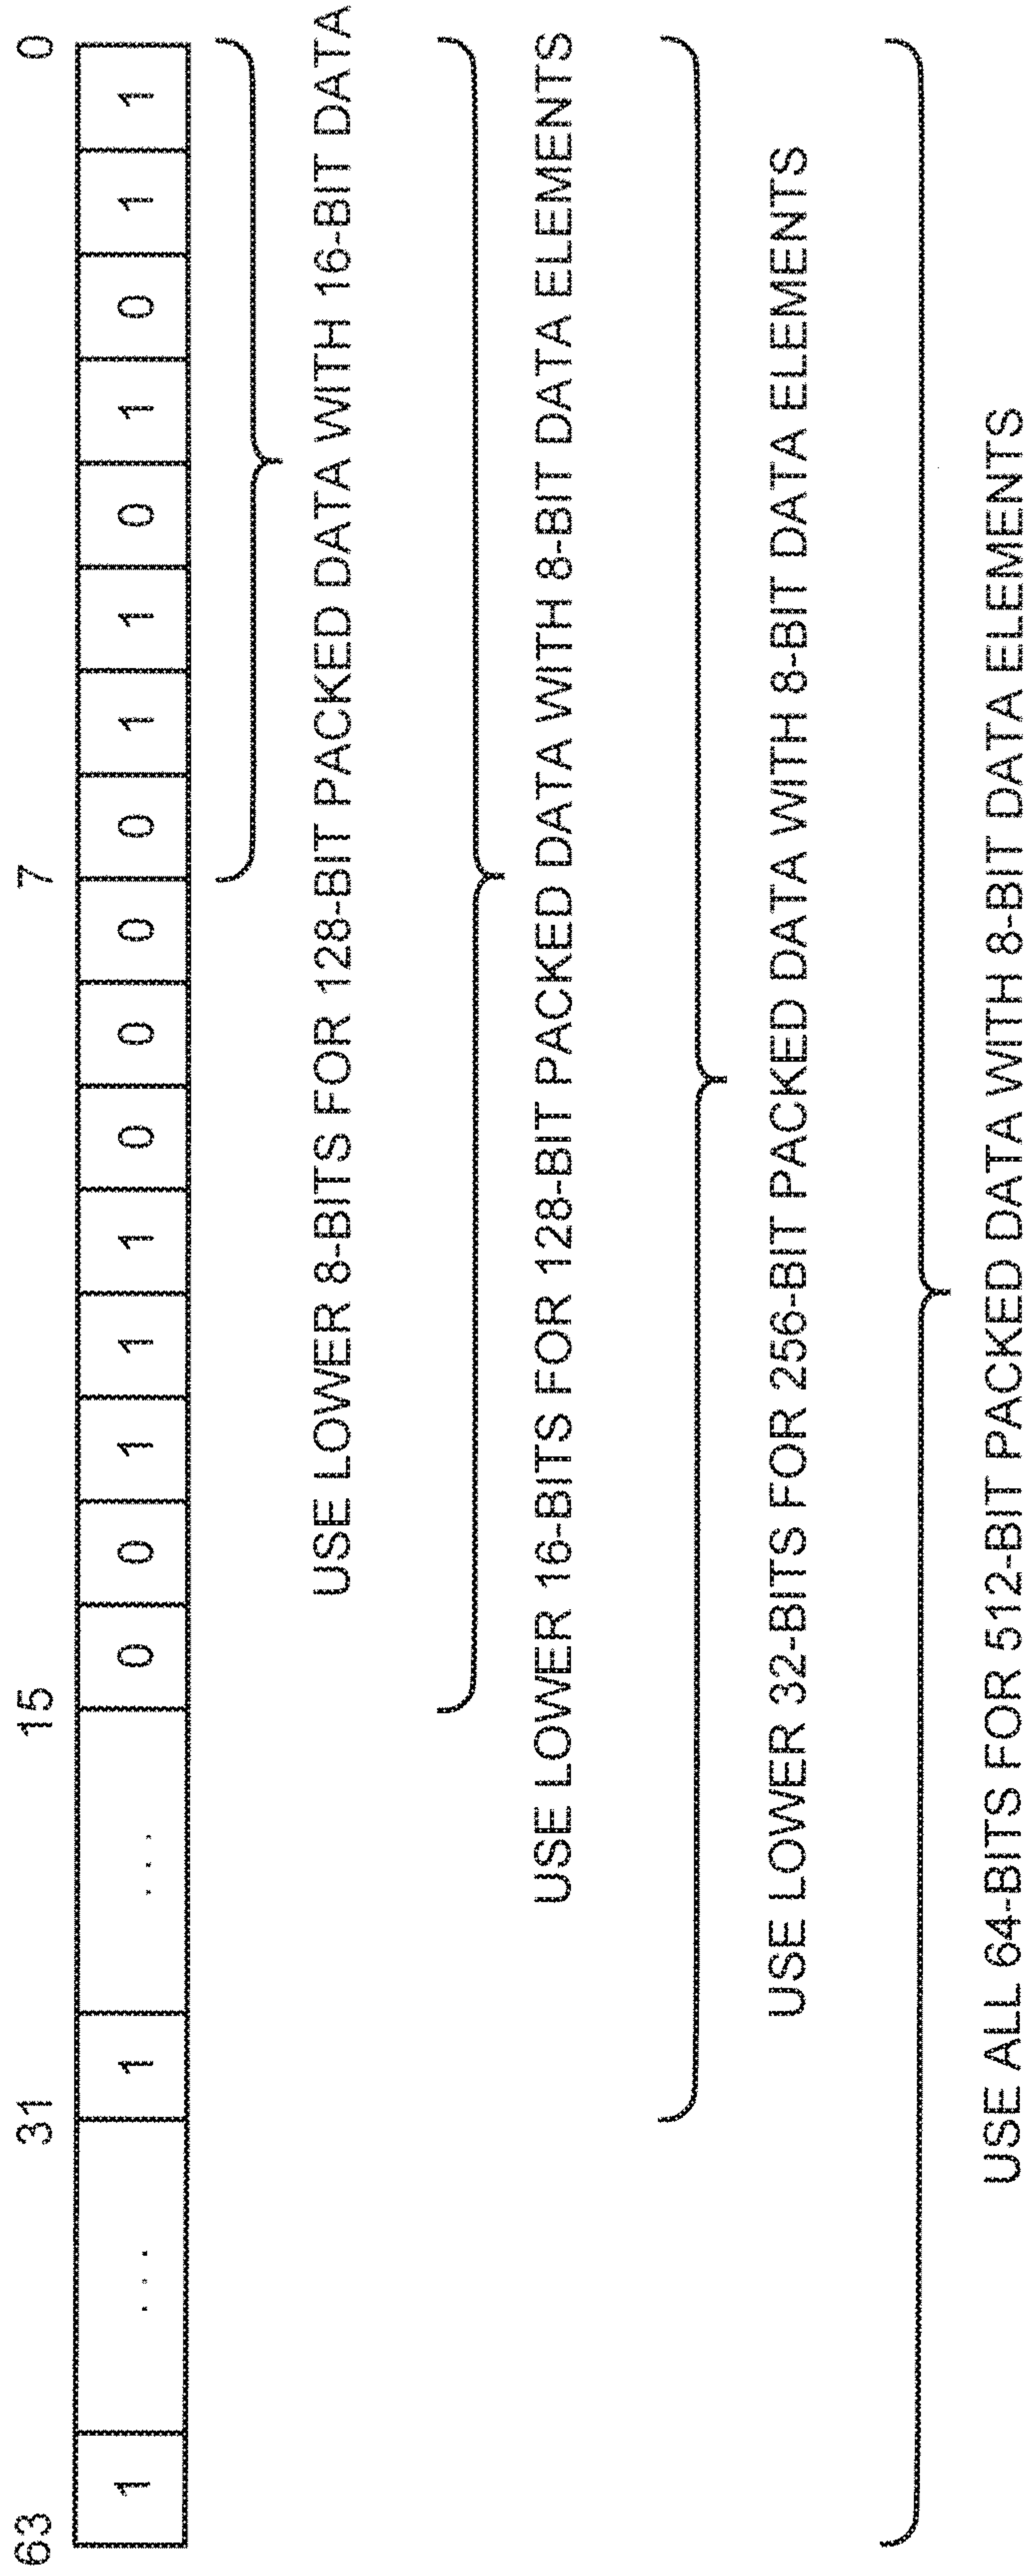 63 31 15 7 0
1 ... 1 ... 0 0 1 1 1 0 0 0 0 1 1 0 1 0 1 1
USE LOWER 8-BITS FOR 128-BIT PACKED DATA WITH 16-BIT DATA
USE LOWER 16-BITS FOR 128-BIT PACKED DATA WITH 8-BIT DATA ELEMENTS
USE LOWER 32-BITS FOR 256-BIT PACKED DATA WITH 8-BIT DATA ELEMENTS
USE ALL 64-BITS FOR 512-BIT PACKED DATA WITH 8-BIT DATA ELEMENTS